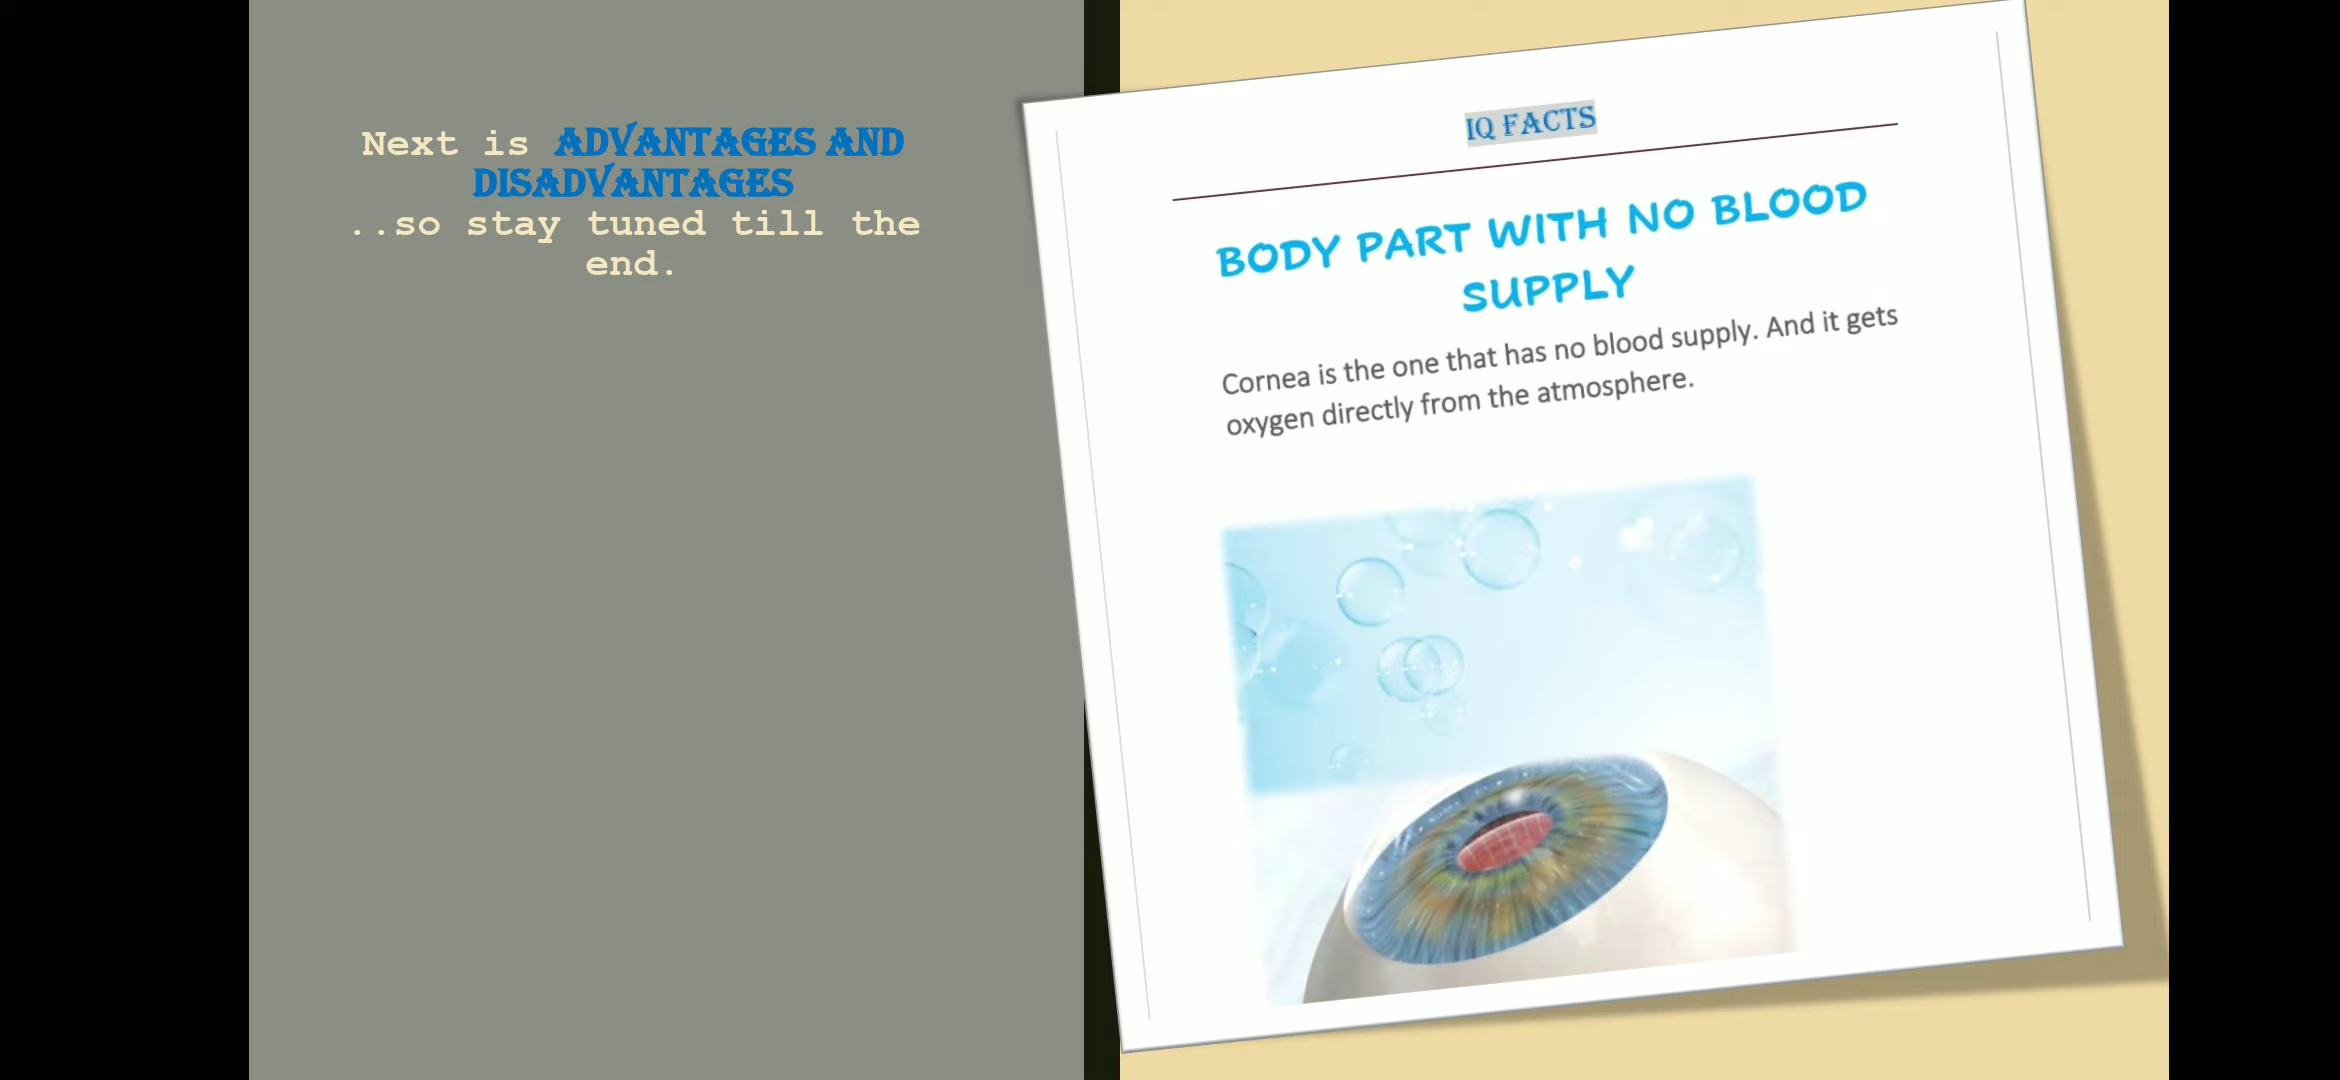 Next is ADVANTAGES AND
DISADVANTAGES
..so stay tuned till the
end.
IQ FACTS
BODY PART WITH NO BLOOD
SUPPLY
Cornea is the one that has no blood supply. And it gets
oxygen directly from the atmosphere.